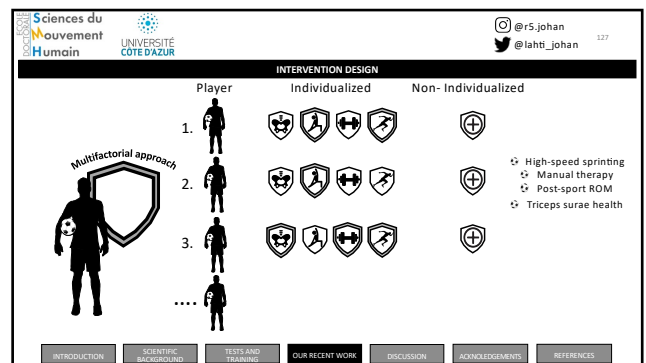 ÉCOLE DOCTORALE
Sciences du
Mouvement
Humain
UNIVERSITÉ
CÔTE D'AZUR
@r5.johan
@lahti_johan
127
INTERVENTION DESIGN
Player Individualized Non- Individualized
Multifactorial approach
1.
2.
3.
....
High-speed sprinting
Manual therapy
Post-sport ROM
Triceps surae health
INTRODUCTION
SCIENTIFIC BACKGROUND
TESTS AND TRAINING
OUR RECENT WORK
DISCUSSION
ACKNOLEDGEMENTS
REFERENCES